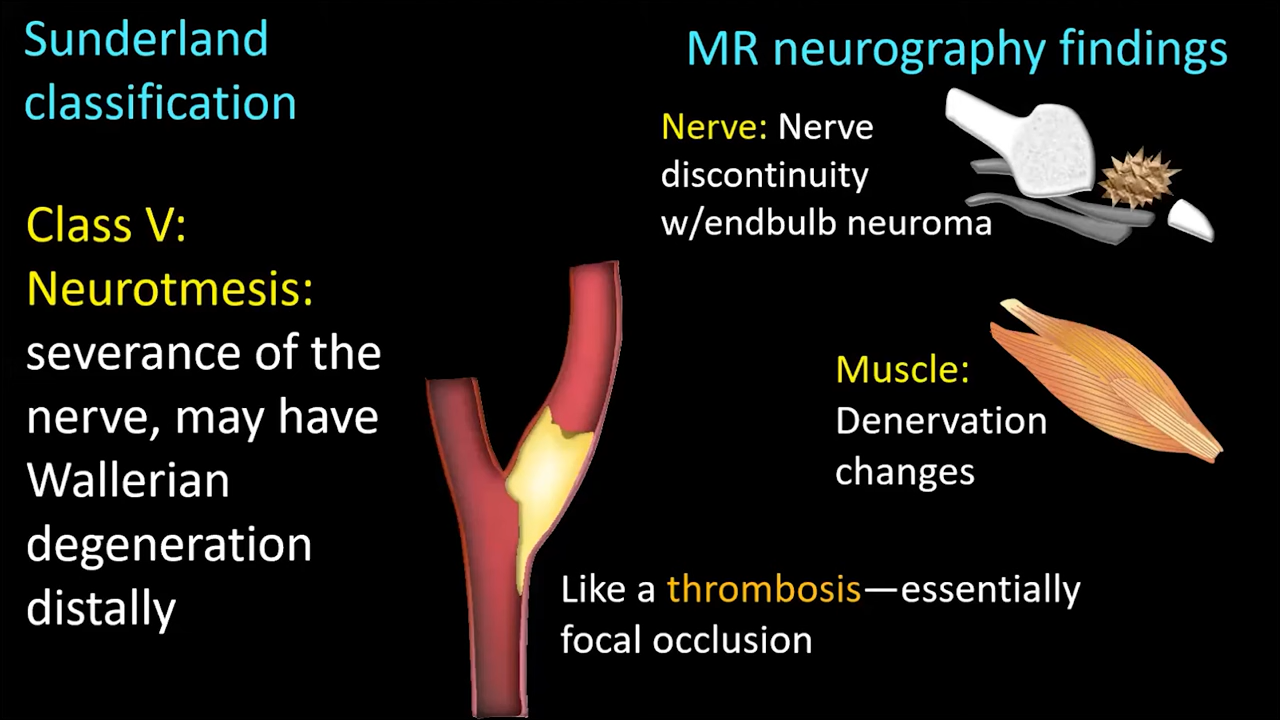 Sunderland
classification
Class V:
Neurotmesis:
severance of the
nerve, may have
Wallerian
degeneration
distally
MR neurography findings
Nerve: Nerve
discontinuity
w/endbulb neuroma
Muscle:
Denervation
changes
Like a thrombosis—essentially
focal occlusion